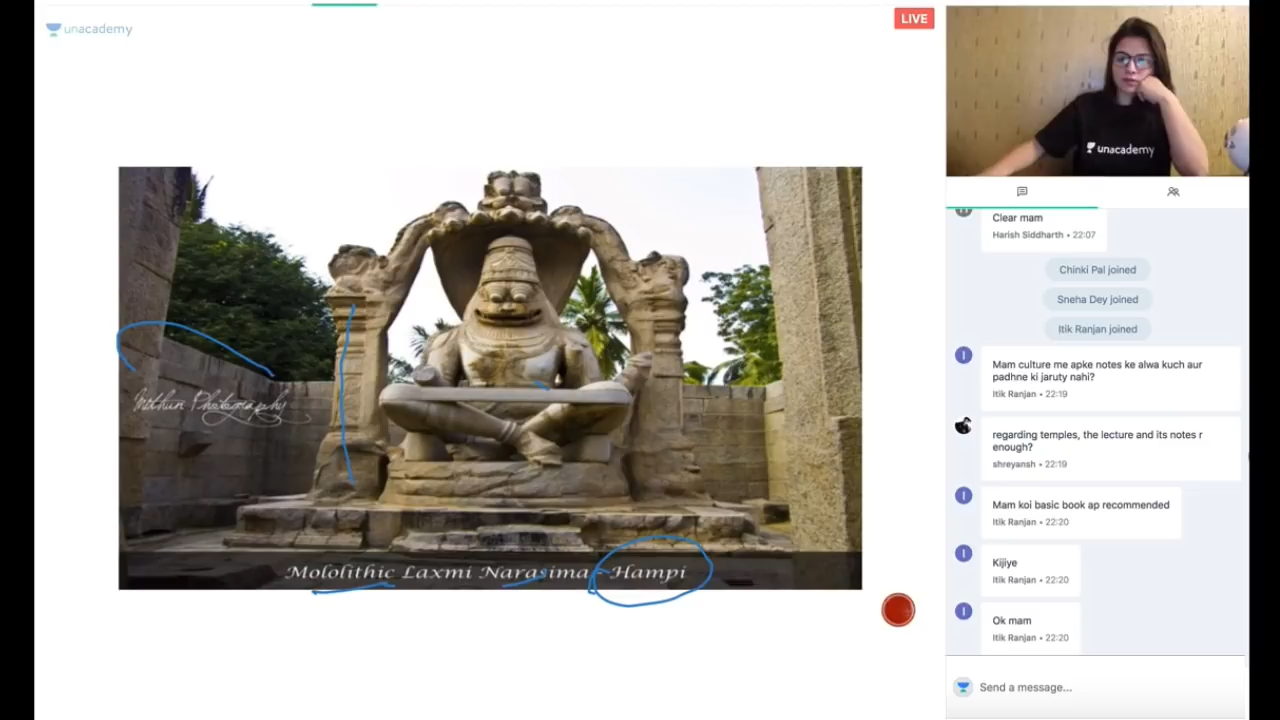 unacademy
LIVE
unacademy
Mithun Photography
Mololithic Laxmi Narasima - Hampi
Clear mam
Harish Siddharth • 22:07
Chinki Pal joined
Sneha Dey joined
Itik Ranjan joined
I
Mam culture me apke notes ke alwa kuch aur
padhne ki jaruty nahi?
Itik Ranjan • 22:19
regarding temples, the lecture and its notes r
enough?
shreyansh • 22:19
I
Mam koi basic book ap recommended
Itik Ranjan • 22:20
I
Kijiye
Itik Ranjan • 22:20
I
Ok mam
Itik Ranjan • 22:20
Send a message...